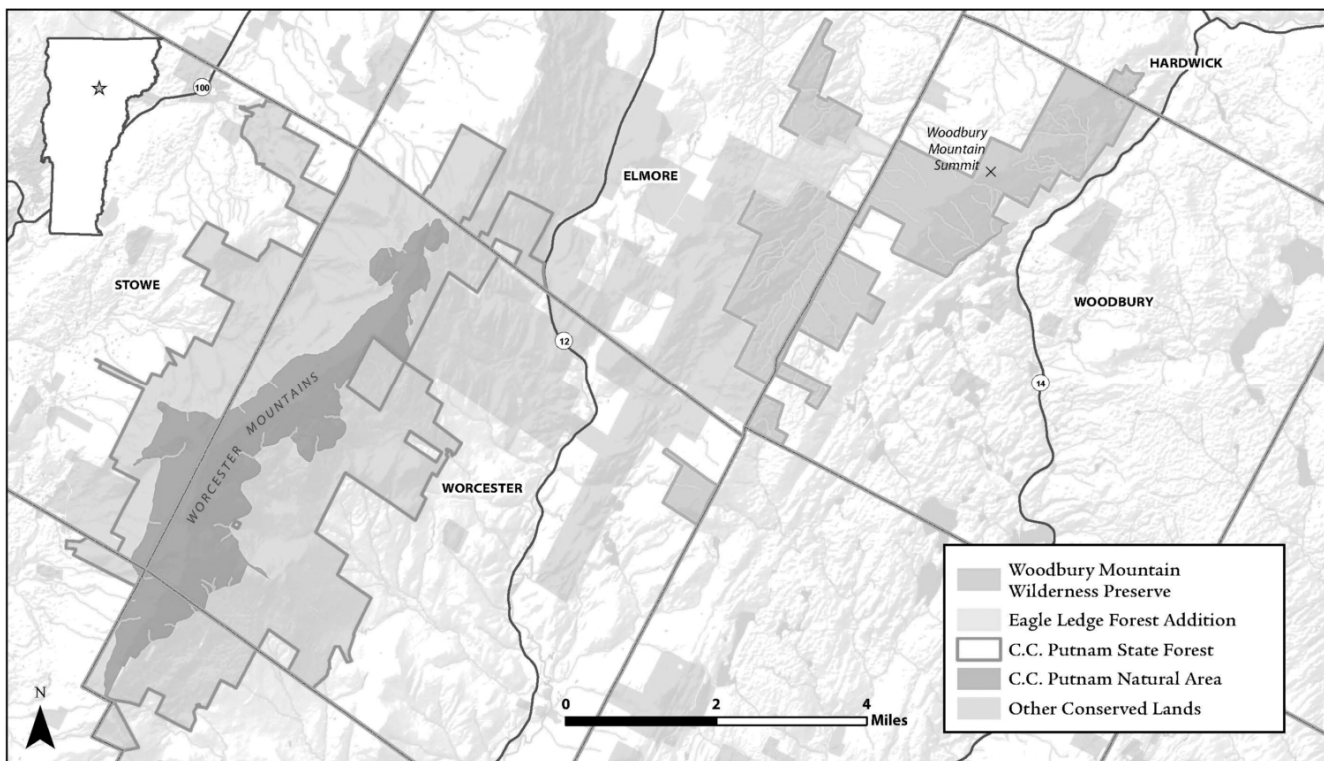 100
HARDWICK
Woodbury
Mountain
Summit
ELMORE
STOWE
WOODBURY
12
14
WORCESTER MOUNTAINS
WORCESTER
Woodbury Mountain
Wilderness Preserve
Eagle Ledge Forest Addition
C.C. Putnam State Forest
C.C. Putnam Natural Area
Other Conserved Lands
N
0 2 4
Miles